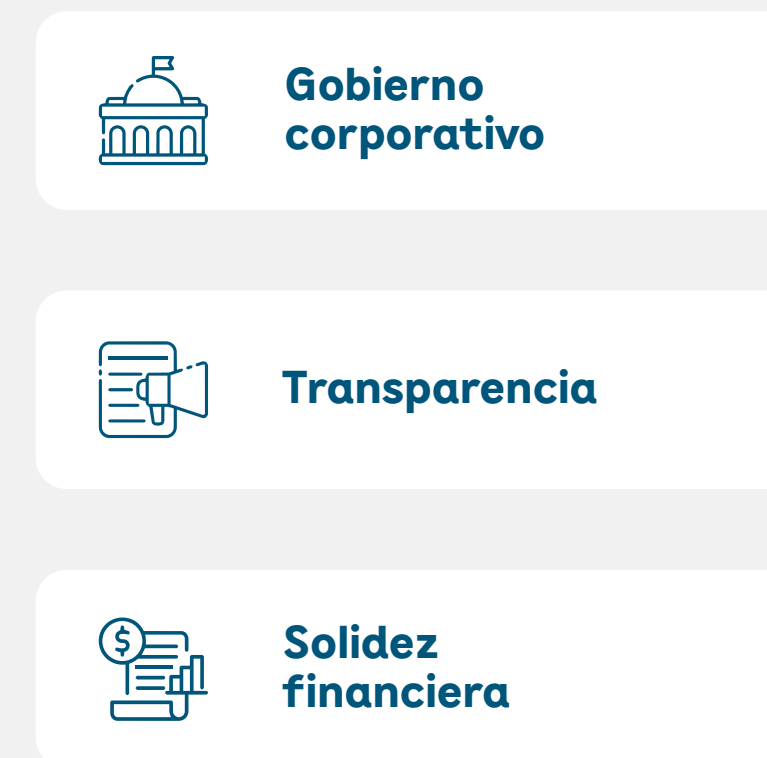 Gobierno
corporativo
Transparencia
$
Solidez
financiera